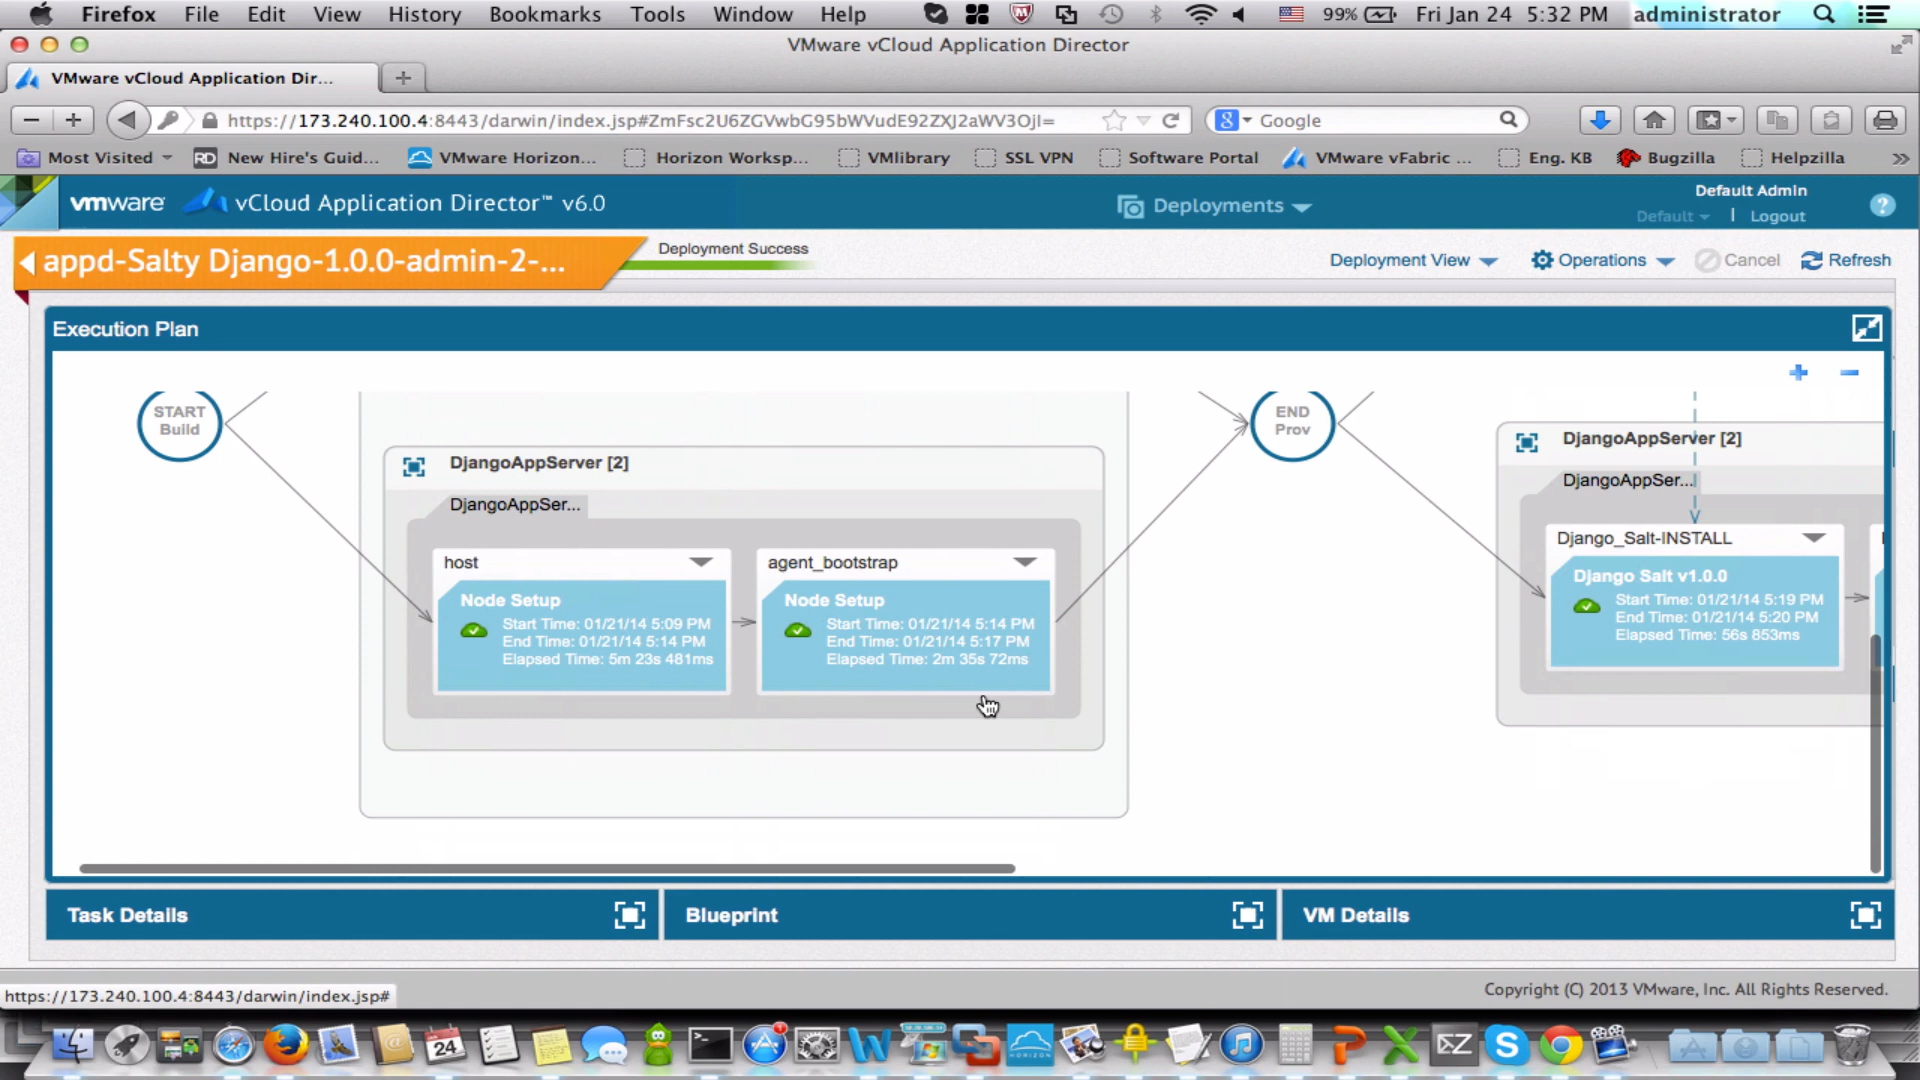 Firefox File Edit View History Bookmarks Tools Window Help 99% Fri Jan 24 5:32 PM administrator
VMware vCloud Application Director
VMware vCloud Application Dir...
https://173.240.100.4:8443/darwin/index.jsp#ZmFsc2U6ZGVwbG95bWVudE92ZXJ2aWV3OjI=
Google
Most Visited New Hire's Guid... VMware Horizon... Horizon Worksp... VMlibrary SSL VPN Software Portal VMware vFabric ... Eng. KB Bugzilla Helpzilla »
vmware vCloud Application Director™ v6.0
Deployments
Default Admin
Default | Logout
?
appd-Salty Django-1.0.0-admin-2-...
Deployment Success
Deployment View Operations Cancel Refresh
Execution Plan
START
Build
END
Prov
DjangoAppServer [2]
DjangoAppSer...
host
Node Setup
Start Time: 01/21/14 5:09 PM
End Time: 01/21/14 5:14 PM
Elapsed Time: 5m 23s 481ms
agent_bootstrap
Node Setup
Start Time: 01/21/14 5:14 PM
End Time: 01/21/14 5:17 PM
Elapsed Time: 2m 35s 72ms
DjangoAppServer [2]
DjangoAppSer...
Django_Salt-INSTALL
Django Salt v1.0.0
Start Time: 01/21/14 5:19 PM
End Time: 01/21/14 5:20 PM
Elapsed Time: 56s 853ms
Task Details
Blueprint
VM Details
https://173.240.100.4:8443/darwin/index.jsp#
Copyright (C) 2013 VMware, Inc. All Rights Reserved.
24
HORIZON